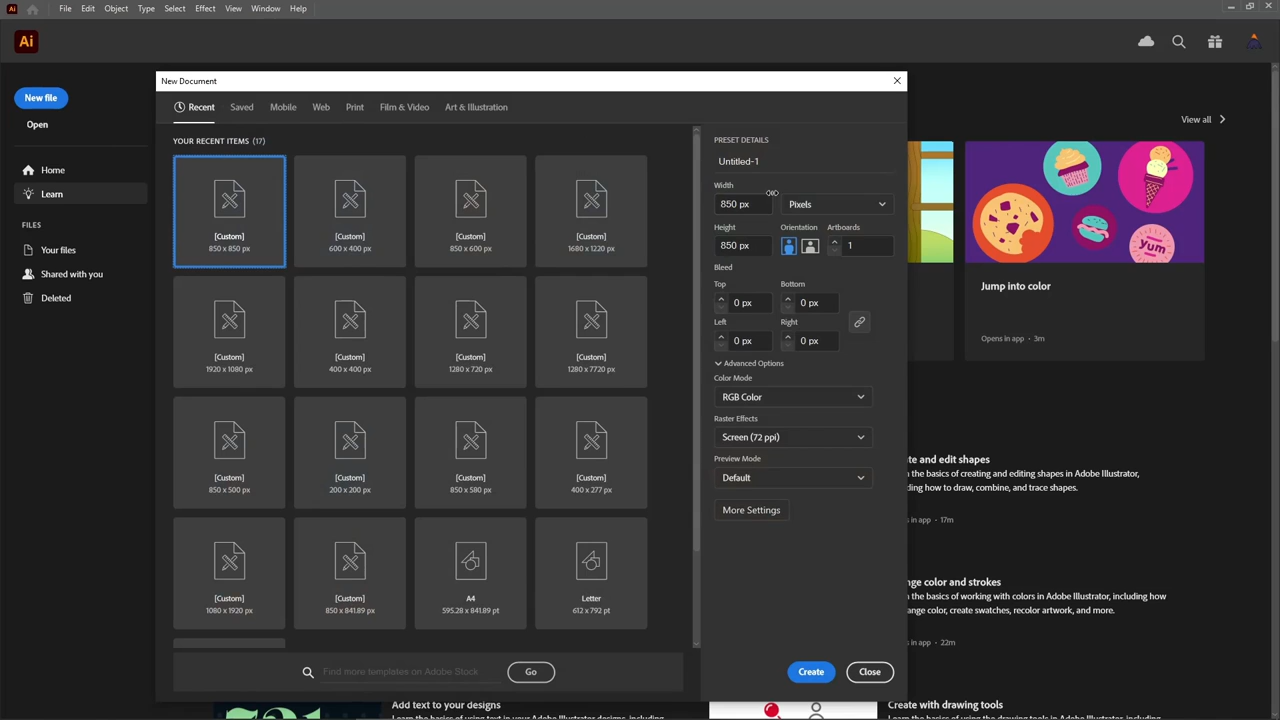 Ai File Edit Object Type Select Effect View Window Help
Ai
New file
Open
Home
Learn
FILES
Your files
Shared with you
Deleted
New Document
Recent Saved Mobile Web Print Film & Video Art & Illustration
YOUR RECENT ITEMS (17)
[Custom]
850 x 850 px
[Custom]
600 x 400 px
[Custom]
850 x 600 px
[Custom]
1680 x 1220 px
[Custom]
1920 x 1080 px
[Custom]
400 x 400 px
[Custom]
1280 x 720 px
[Custom]
1280 x 7720 px
[Custom]
850 x 500 px
[Custom]
200 x 200 px
[Custom]
850 x 580 px
[Custom]
400 x 277 px
[Custom]
1080 x 1920 px
[Custom]
850 x 841.89 px
A4
595.28 x 841.89 pt
Letter
612 x 792 pt
Find more templates on Adobe Stock
Go
PRESET DETAILS
Untitled-1
Width
850 px Pixels
Height Orientation Artboards
850 px 1
Bleed
Top Bottom
0 px 0 px
Left Right
0 px 0 px
Advanced Options
Color Mode
RGB Color
Raster Effects
Screen (72 ppi)
Preview Mode
Default
More Settings
Create Close
View all
Yum
Jump into color
Opens in app • 3m
ate and edit shapes
n the basics of creating and editing shapes in Adobe Illustrator,
ding how to draw, combine, and trace shapes.
s in app • 17m
nge color and strokes
n the basics of working with colors in Adobe Illustrator, including how
ange color, create swatches, recolor artwork, and more.
s in app • 22m
Add text to your designs
Create with drawing tools